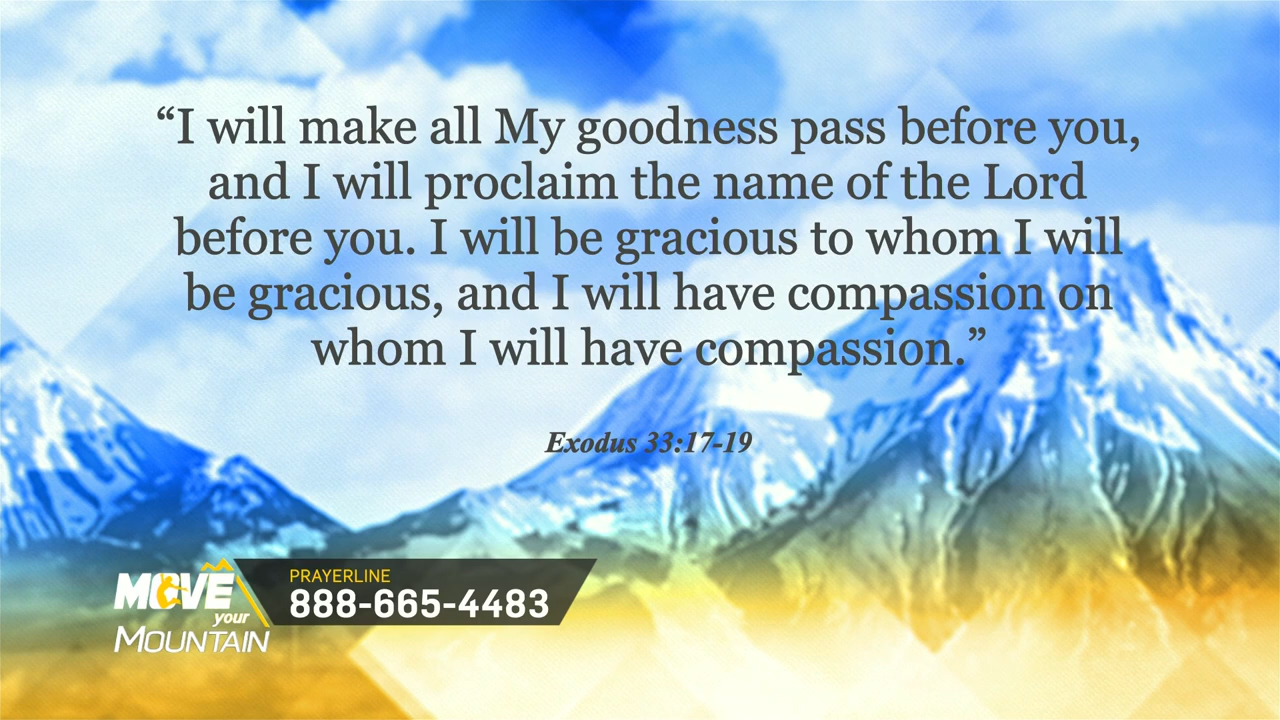 “I will make all My goodness pass before you,
and I will proclaim the name of the Lord
before you. I will be gracious to whom I will
be gracious, and I will have compassion on
whom I will have compassion.”
Exodus 33:17-19
MOVE
your
MOUNTAIN
PRAYERLINE
888-665-4483